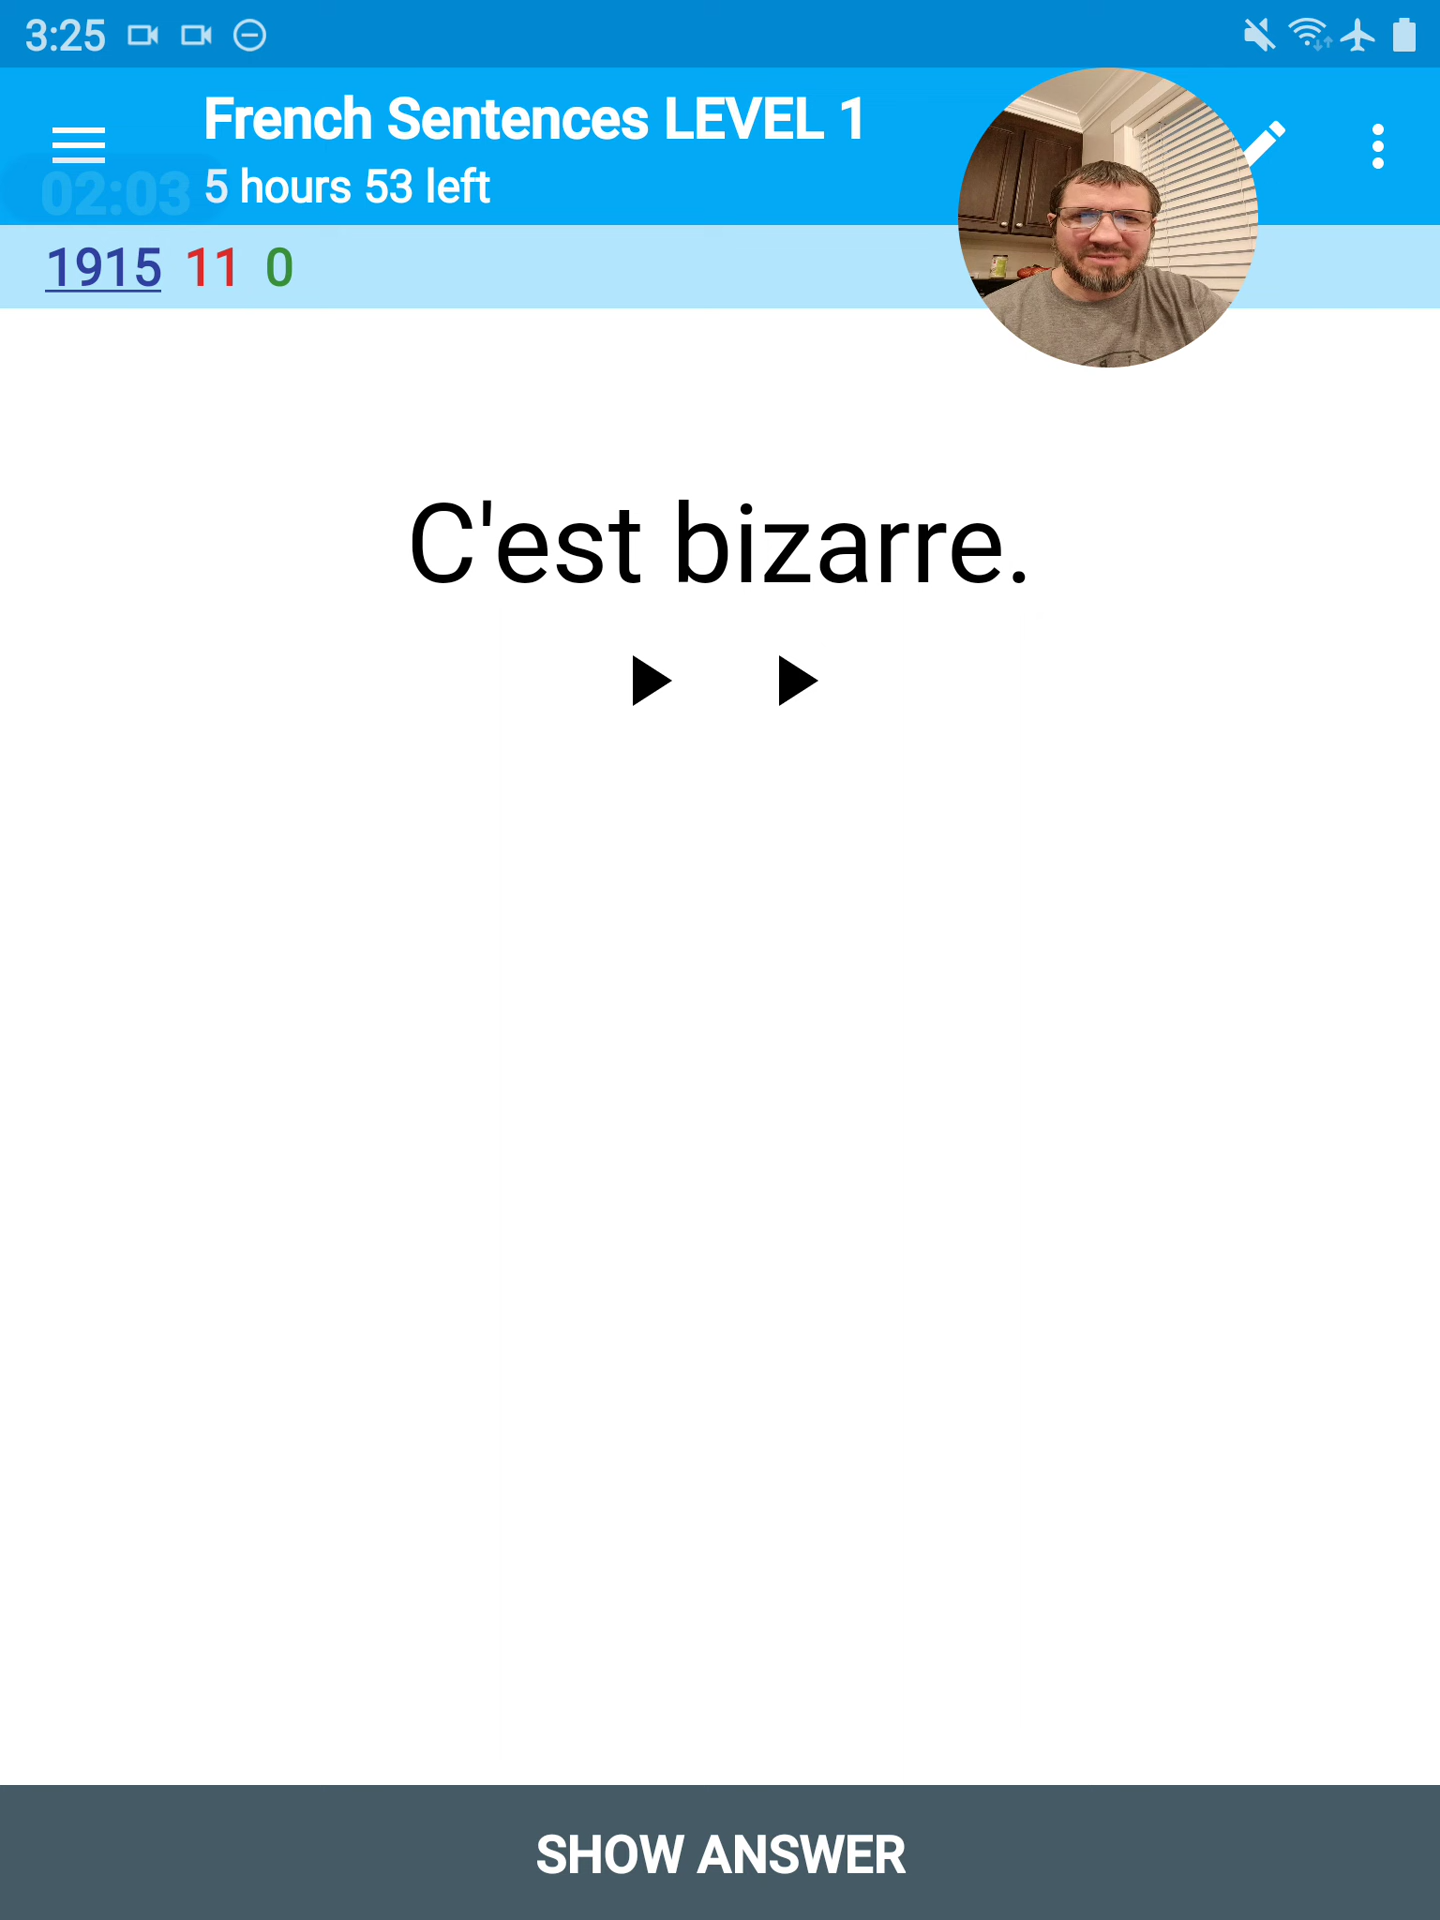 3:25
French Sentences LEVEL 1
02:03
5 hours 53 left
1915 11 0
C'est bizarre.
SHOW ANSWER